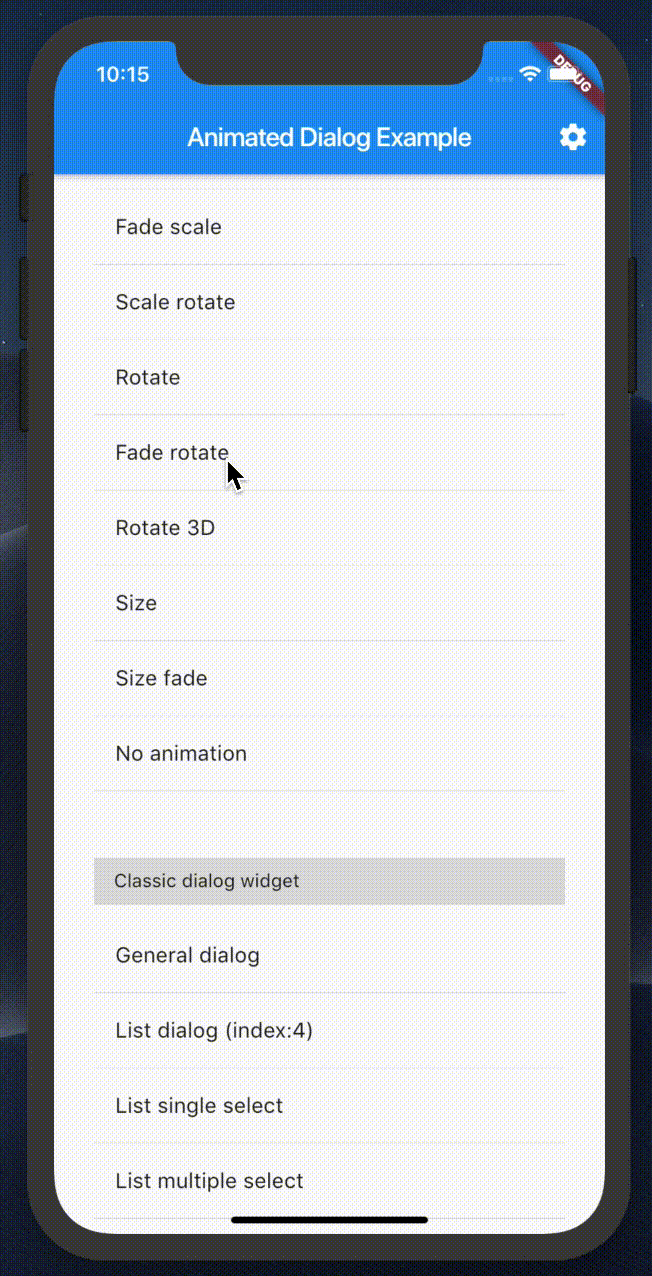 10:15
DEBUG
Animated Dialog Example
Fade scale
Scale rotate
Rotate
Fade rotate
Rotate 3D
Size
Size fade
No animation
Classic dialog widget
General dialog
List dialog (index:4)
List single select
List multiple select